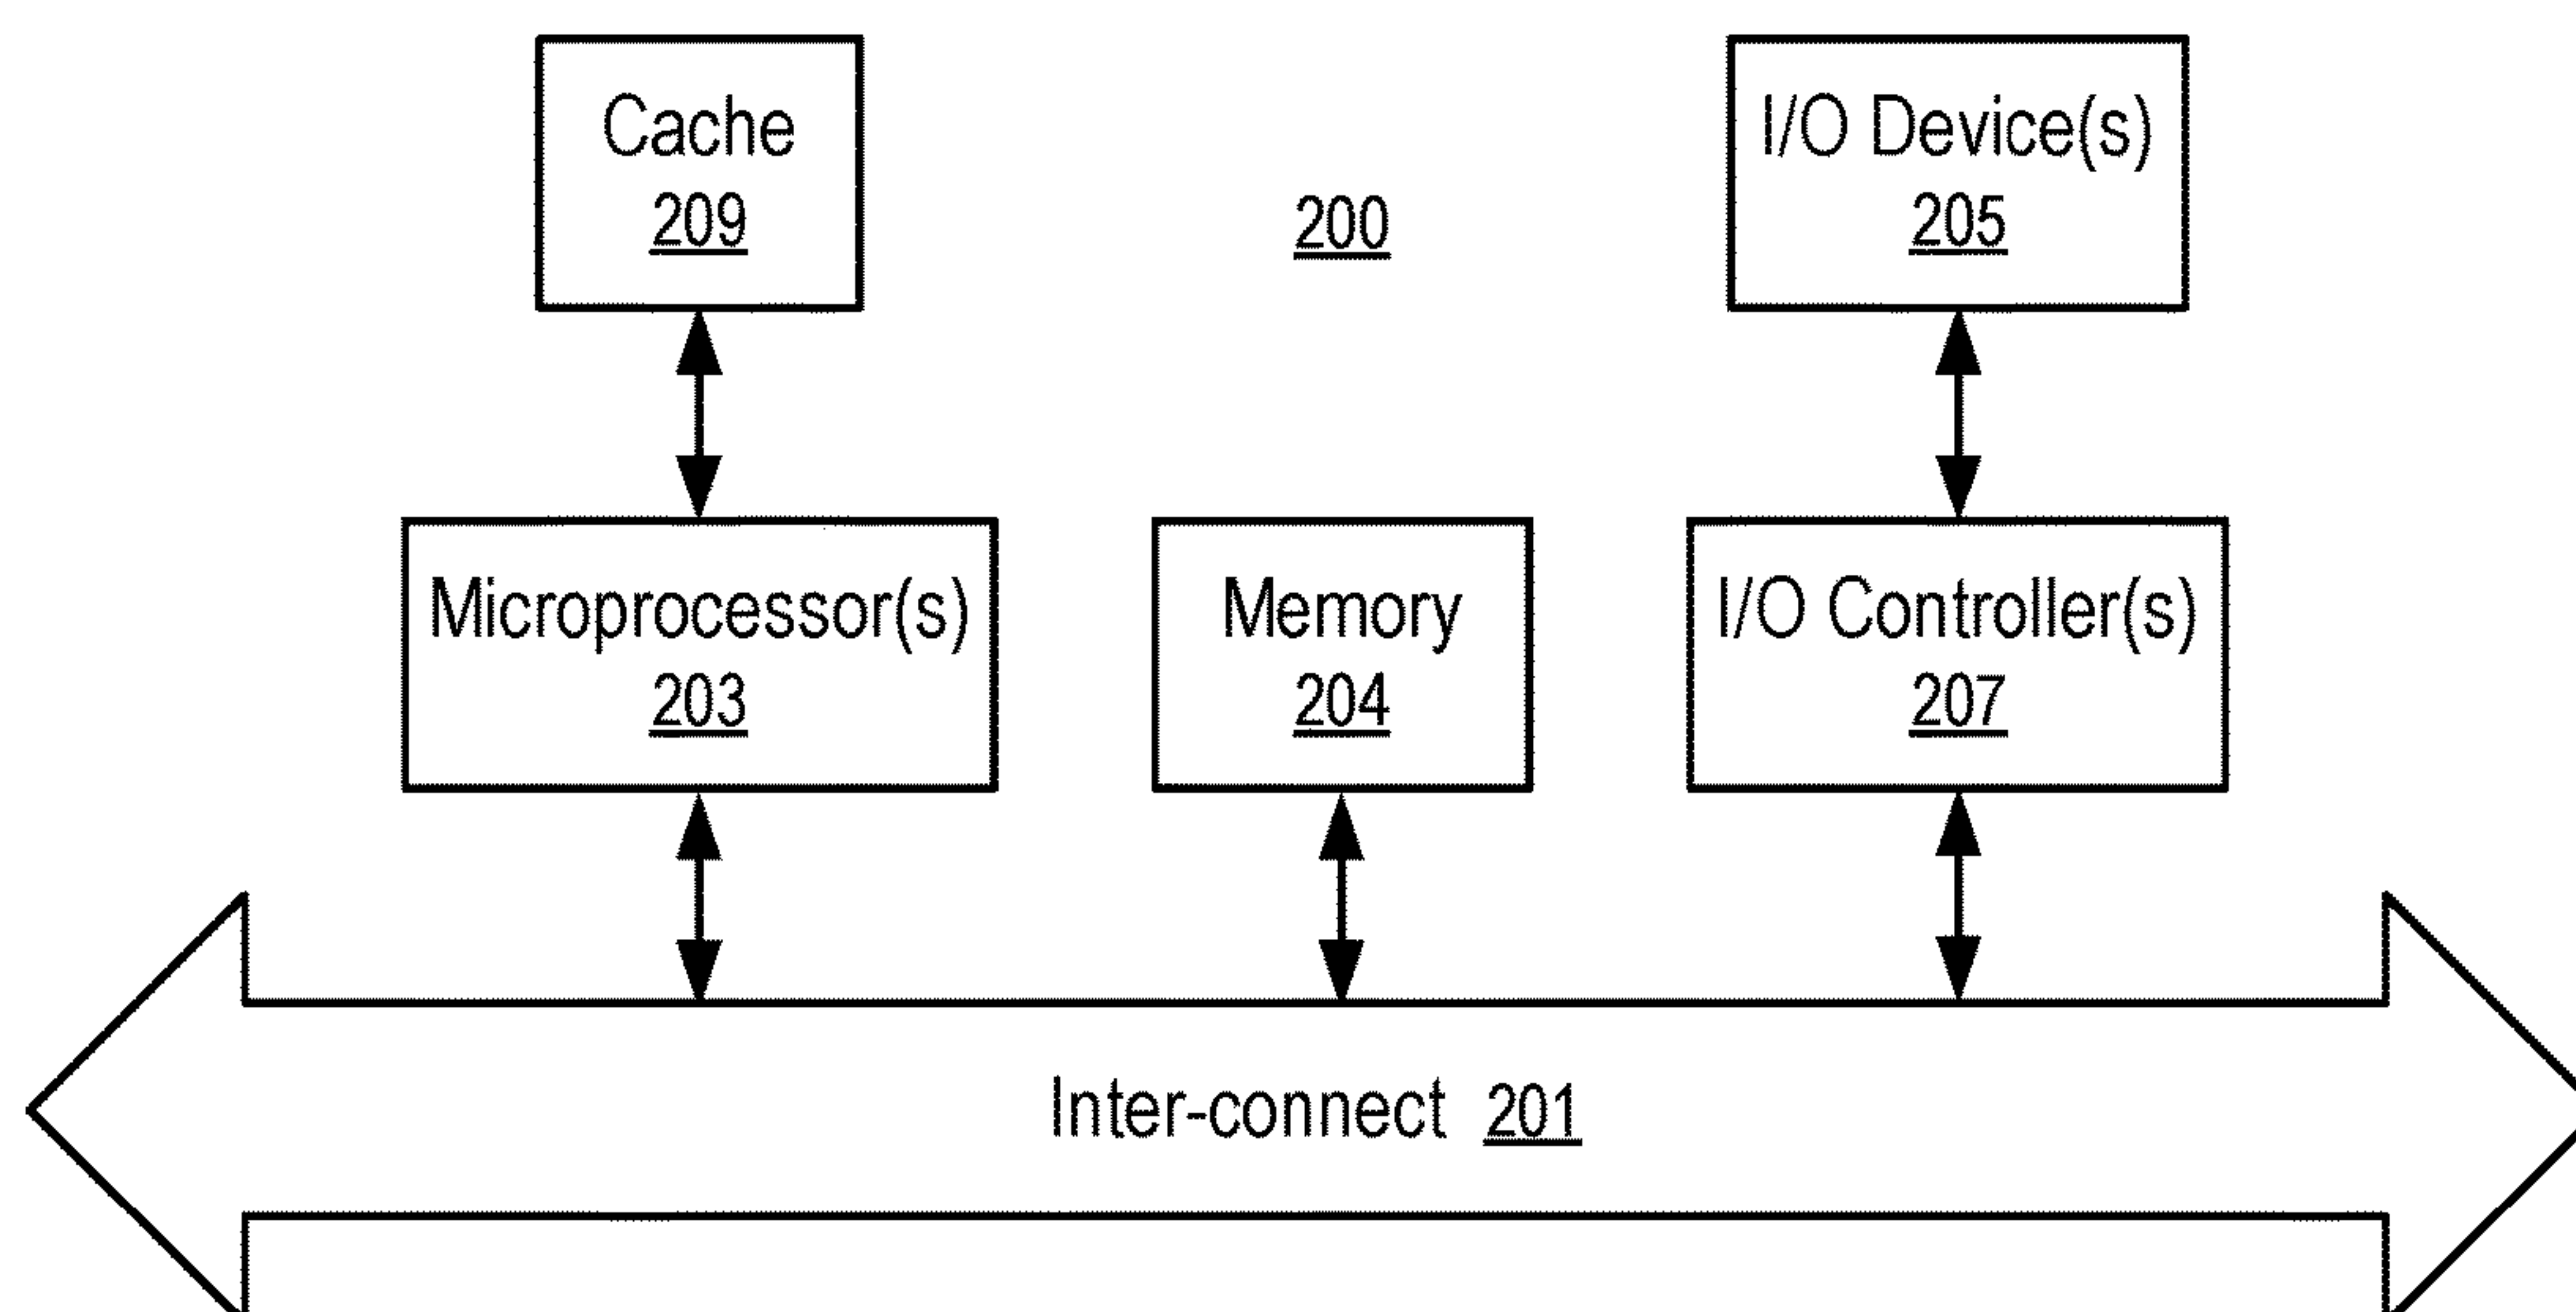 Cache
209
200
I/O Device(s)
205
Microprocessor(s)
203
Memory
204
I/O Controller(s)
207
Inter-connect 201